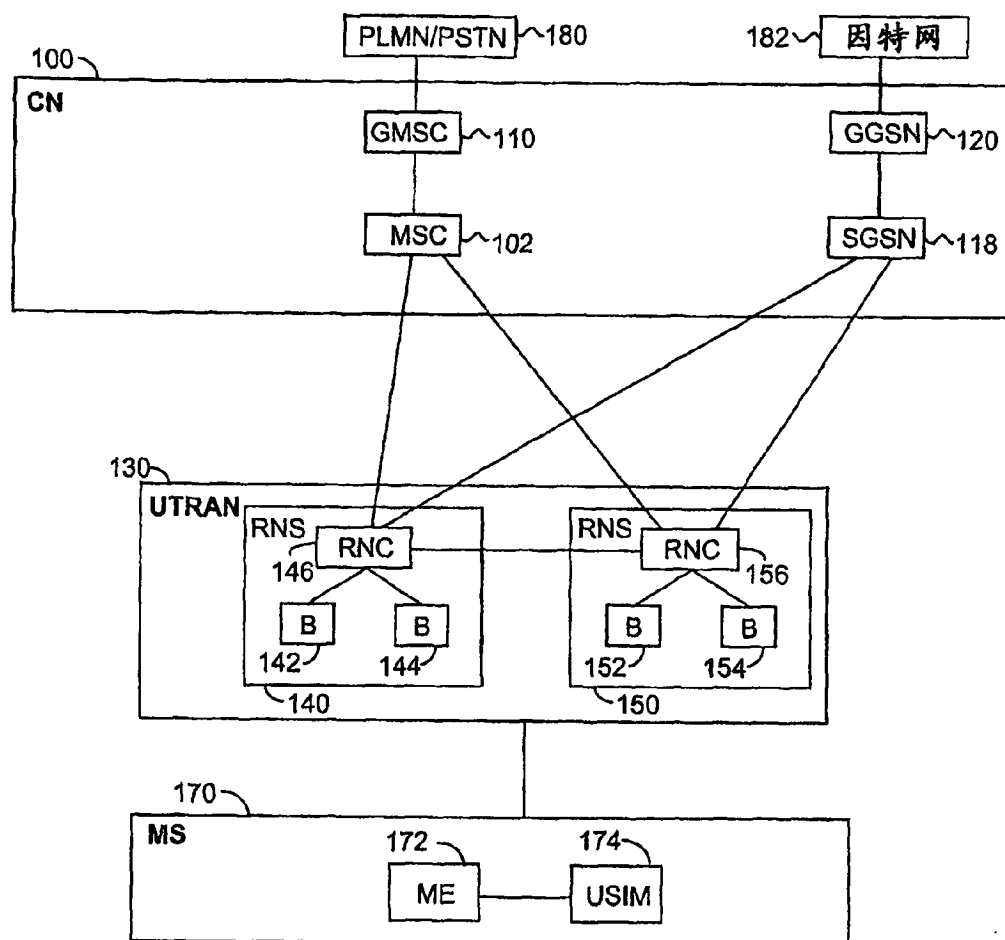 PLMN/PSTN 180
182 因特网
100
CN
GMSC 110
GGSN 120
MSC 102
SGSN 118
130
UTRAN
RNS
RNC
146
RNS
RNC
156
B
B
B
B
142
144
152
154
140
150
170
MS
172
174
ME
USIM